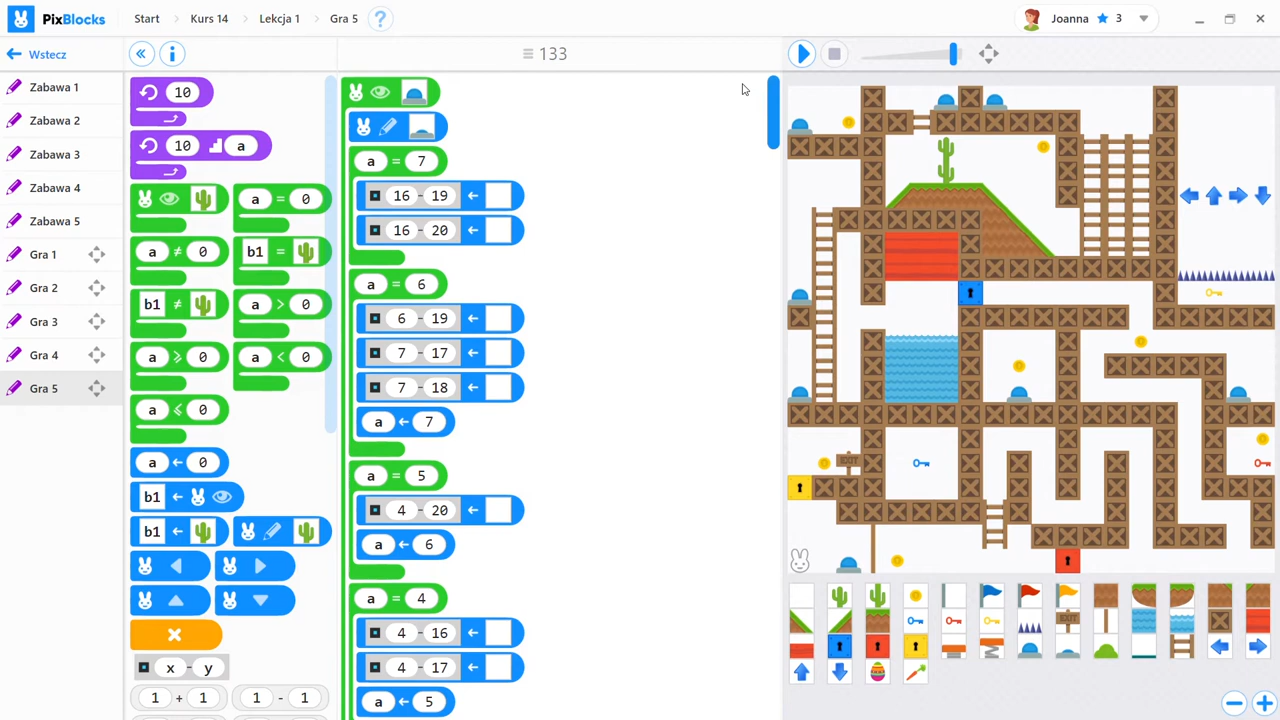 PixBlocks
Start
Kurs 14
Lekcja 1
Gra 5
?
Joanna
3
Wstecz
133
Zabawa 1
Zabawa 2
Zabawa 3
Zabawa 4
Zabawa 5
Gra 1
Gra 2
Gra 3
Gra 4
Gra 5
10
10 a
a = 0
a ≠ 0
b1 =
b1 ≠
a > 0
a ⩾ 0
a < 0
a ⩽ 0
a ← 0
b1 ←
b1 ←
x - y
1 + 1
1 - 1
a = 7
16 - 19 ←
16 - 20 ←
a = 6
6 - 19 ←
7 - 17 ←
7 - 18 ←
a ← 7
a = 5
4 - 20 ←
a ← 6
a = 4
4 - 16 ←
4 - 17 ←
a ← 5
EXIT
EXIT